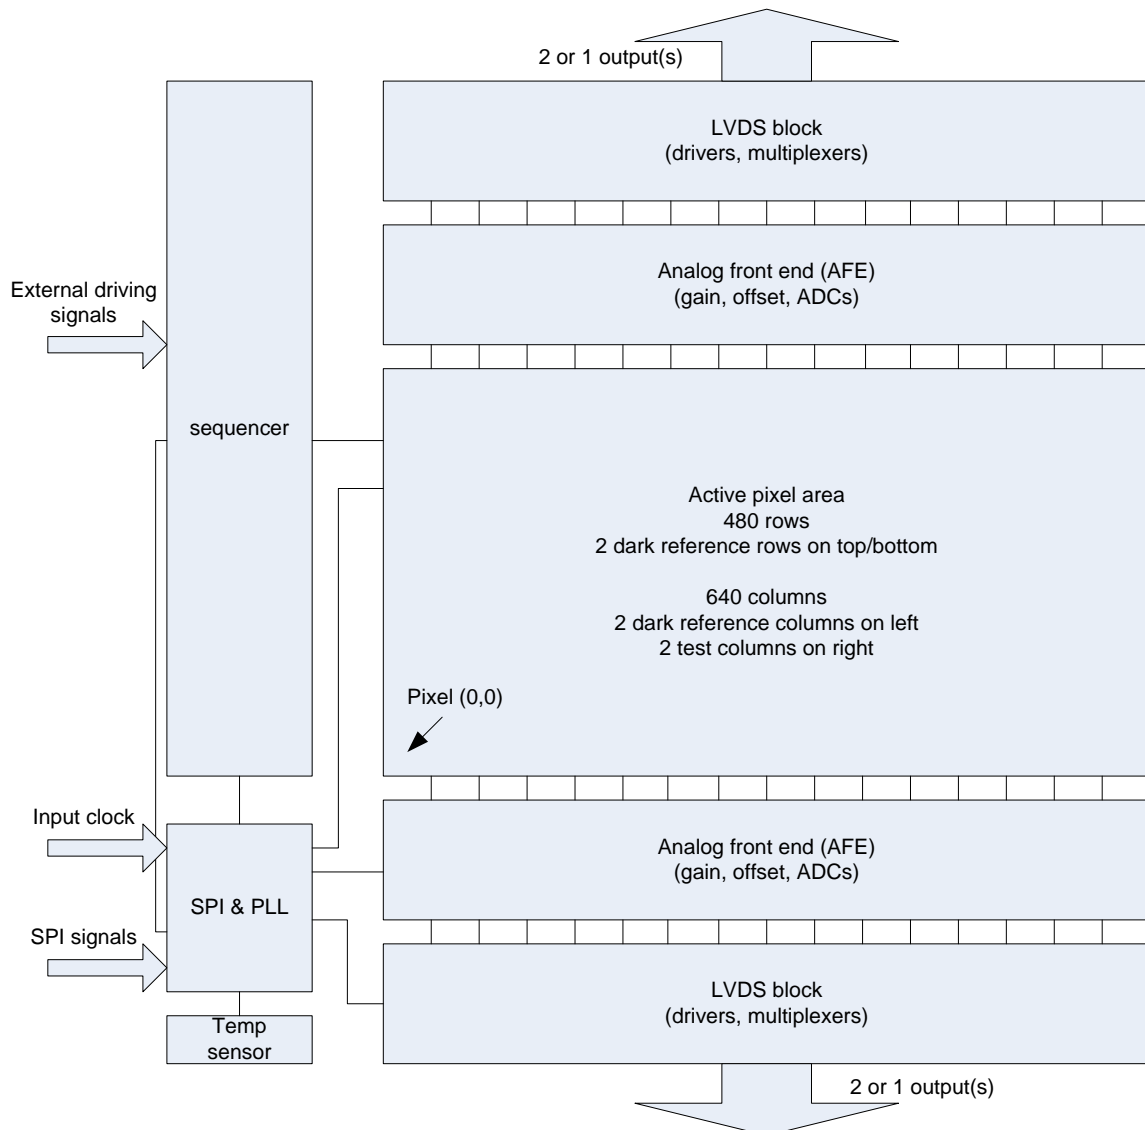 2 or 1 output(s)
LVDS block
(drivers, multiplexers)
Analog front end (AFE)
(gain, offset, ADCs)
External driving
signals
sequencer
Active pixel area
480 rows
2 dark reference rows on top/bottom
640 columns
2 dark reference columns on left
2 test columns on right
Pixel (0,0)
Input clock
Analog front end (AFE)
(gain, offset, ADCs)
SPI & PLL
SPI signals
LVDS block
(drivers, multiplexers)
Temp
sensor
2 or 1 output(s)